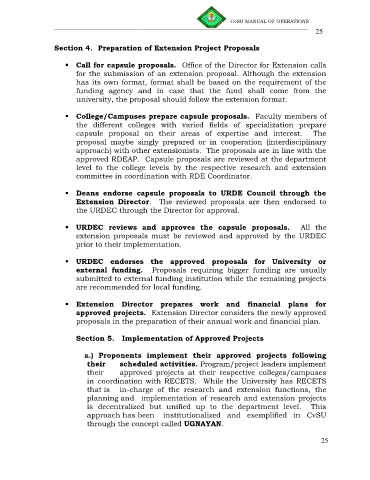 CvSU MANUAL OF OPERATIONS
25
Section 4. Preparation of Extension Project Proposals
▪ Call for capsule proposals. Office of the Director for Extension calls
for the submission of an extension proposal. Although the extension
has its own format, format shall be based on the requirement of the
funding agency and in case that the fund shall come from the
university, the proposal should follow the extension format.
▪ College/Campuses prepare capsule proposals. Faculty members of
the different colleges with varied fields of specialization prepare
capsule proposal on their areas of expertise and interest. The
proposal maybe singly prepared or in cooperation (interdisciplinary
approach) with other extensionists. The proposals are in line with the
approved RDEAP. Capsule proposals are reviewed at the department
level to the college levels by the respective research and extension
committee in coordination with RDE Coordinator.
▪ Deans endorse capsule proposals to URDE Council through the
Extension Director. The reviewed proposals are then endorsed to
the URDEC through the Director for approval.
▪ URDEC reviews and approves the capsule proposals. All the
extension proposals must be reviewed and approved by the URDEC
prior to their implementation.
▪ URDEC endorses the approved proposals for University or
external funding. Proposals requiring bigger funding are usually
submitted to external funding institution while the remaining projects
are recommended for local funding.
▪ Extension Director prepares work and financial plans for
approved projects. Extension Director considers the newly approved
proposals in the preparation of their annual work and financial plan.
Section 5. Implementation of Approved Projects
a.) Proponents implement their approved projects following
their scheduled activities. Program/project leaders implement
their approved projects at their respective colleges/campuses
in coordination with RECETS. While the University has RECETS
that is in-charge of the research and extension functions, the
planning and implementation of research and extension projects
is decentralized but unified up to the department level. This
approach has been institutionalized and exemplified in CvSU
through the concept called UGNAYAN.
25